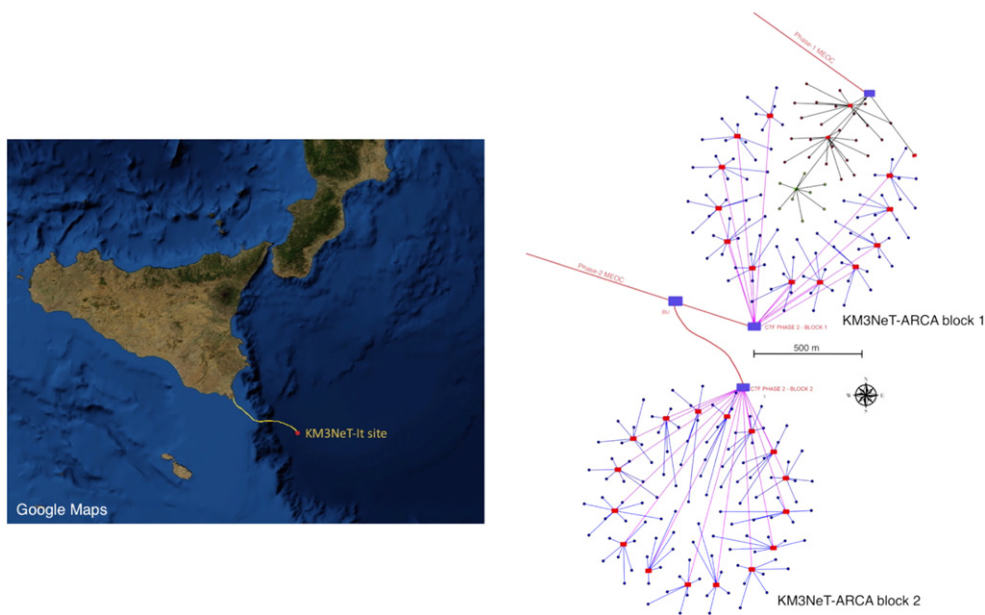 Phase-1 MEOC
KM3NeT-It site
Google Maps
Phase-2 MEOC
BU
CTF PHASE 2 - BLOCK 1
KM3NeT-ARCA block 1
500 m
CTF PHASE 2 - BLOCK 2
KM3NeT-ARCA block 2